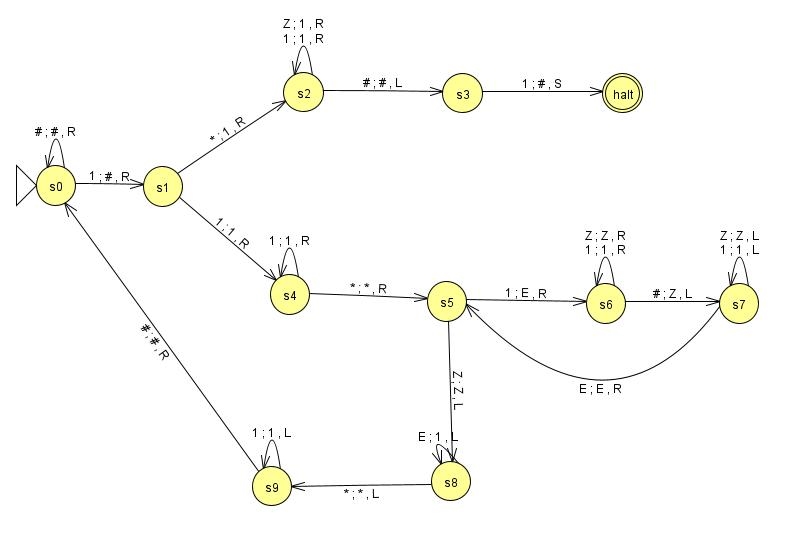 Z ; 1 , R
1 ; 1 , R
s2
# ; # , L
s3
1 ; # , S
halt
# ; # , R
s0
1 ; # , R
s1
* ; 1 , R
1 ; 1 , R
1 ; 1 , R
s4
* ; * , R
s5
1 ; E , R
Z ; Z , R
1 ; 1 , R
s6
# ; Z , L
Z ; Z , L
1 ; 1 , L
s7
E ; E , R
# ; # , R
Z ; Z , L
1 ; 1 , L
s9
* ; * , L
E ; 1 , L
s8